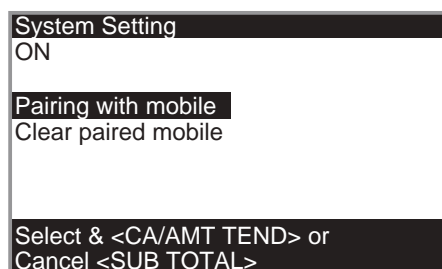 System Setting
ON
Pairing with mobile
Clear paired mobile
Select & <CA/AMT TEND> or
Cancel <SUB TOTAL>